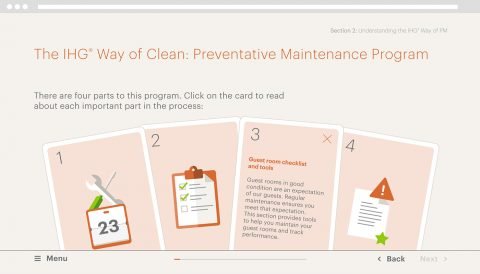 Section 2: Understanding the IHG® Way of PM
The IHG® Way of Clean: Preventative Maintenance Program
There are four parts to this program. Click on the card to read
about each important part in the process:
1
23
2
3
Guest room checklist
and tools
Guest rooms in good
condition are an expectation
of our guests. Regular
maintenance ensures you
meet that expectation.
This section provides tools
to help you maintain your
guest rooms and track
performance.
4
Menu
Back
Next